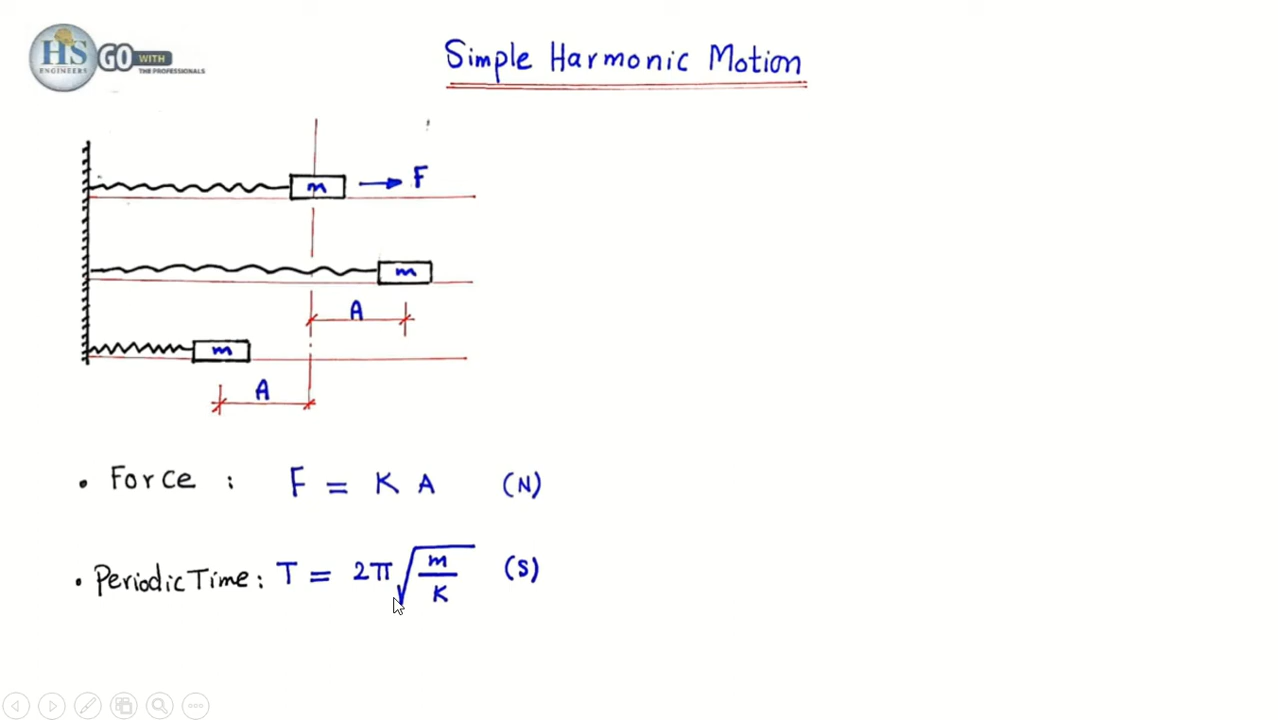 HS
ENGINEERS
GO WITH
THE PROFESSIONALS
Simple Harmonic Motion
m → F
m
A
m
A
• Force : F = K A (N)
• Periodic Time : T = 2π√(m/K) (S)